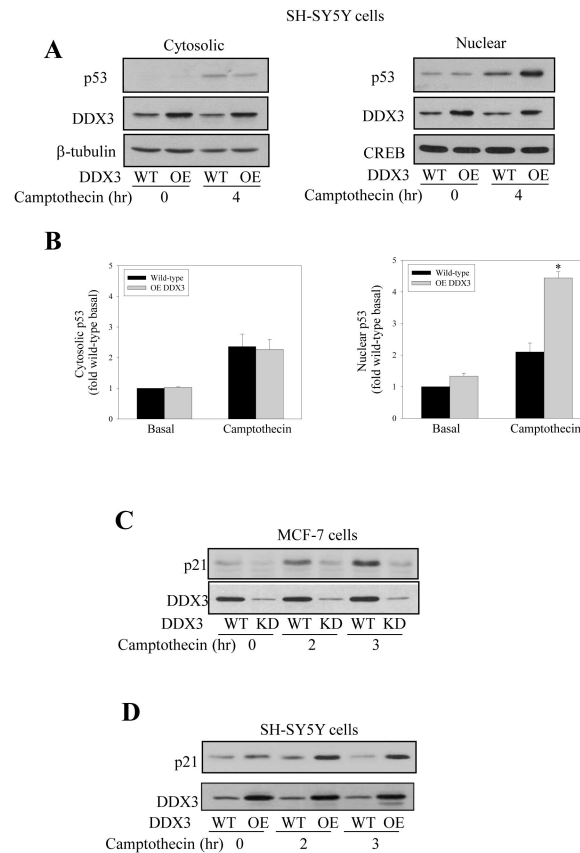 SH-SY5Y cells
A
Cytosolic
p53
DDX3
β-tubulin
DDX3 WT OE WT OE
Camptothecin (hr) 0 4
Nuclear
p53
DDX3
CREB
DDX3 WT OE WT OE
Camptothecin (hr) 0 4
B
Cytosolic p53
(fold wild-type basal)
5
4
3
2
1
0
Wild-type
OE DDX3
Basal Camptothecin
Nuclear p53
(fold wild-type basal)
5
4
3
2
1
0
Wild-type
OE DDX3
*
Basal Camptothecin
C
MCF-7 cells
p21
DDX3
DDX3 WT KD WT KD WT KD
Camptothecin (hr) 0 2 3
D
SH-SY5Y cells
p21
DDX3
DDX3 WT OE WT OE WT OE
Camptothecin (hr) 0 2 3